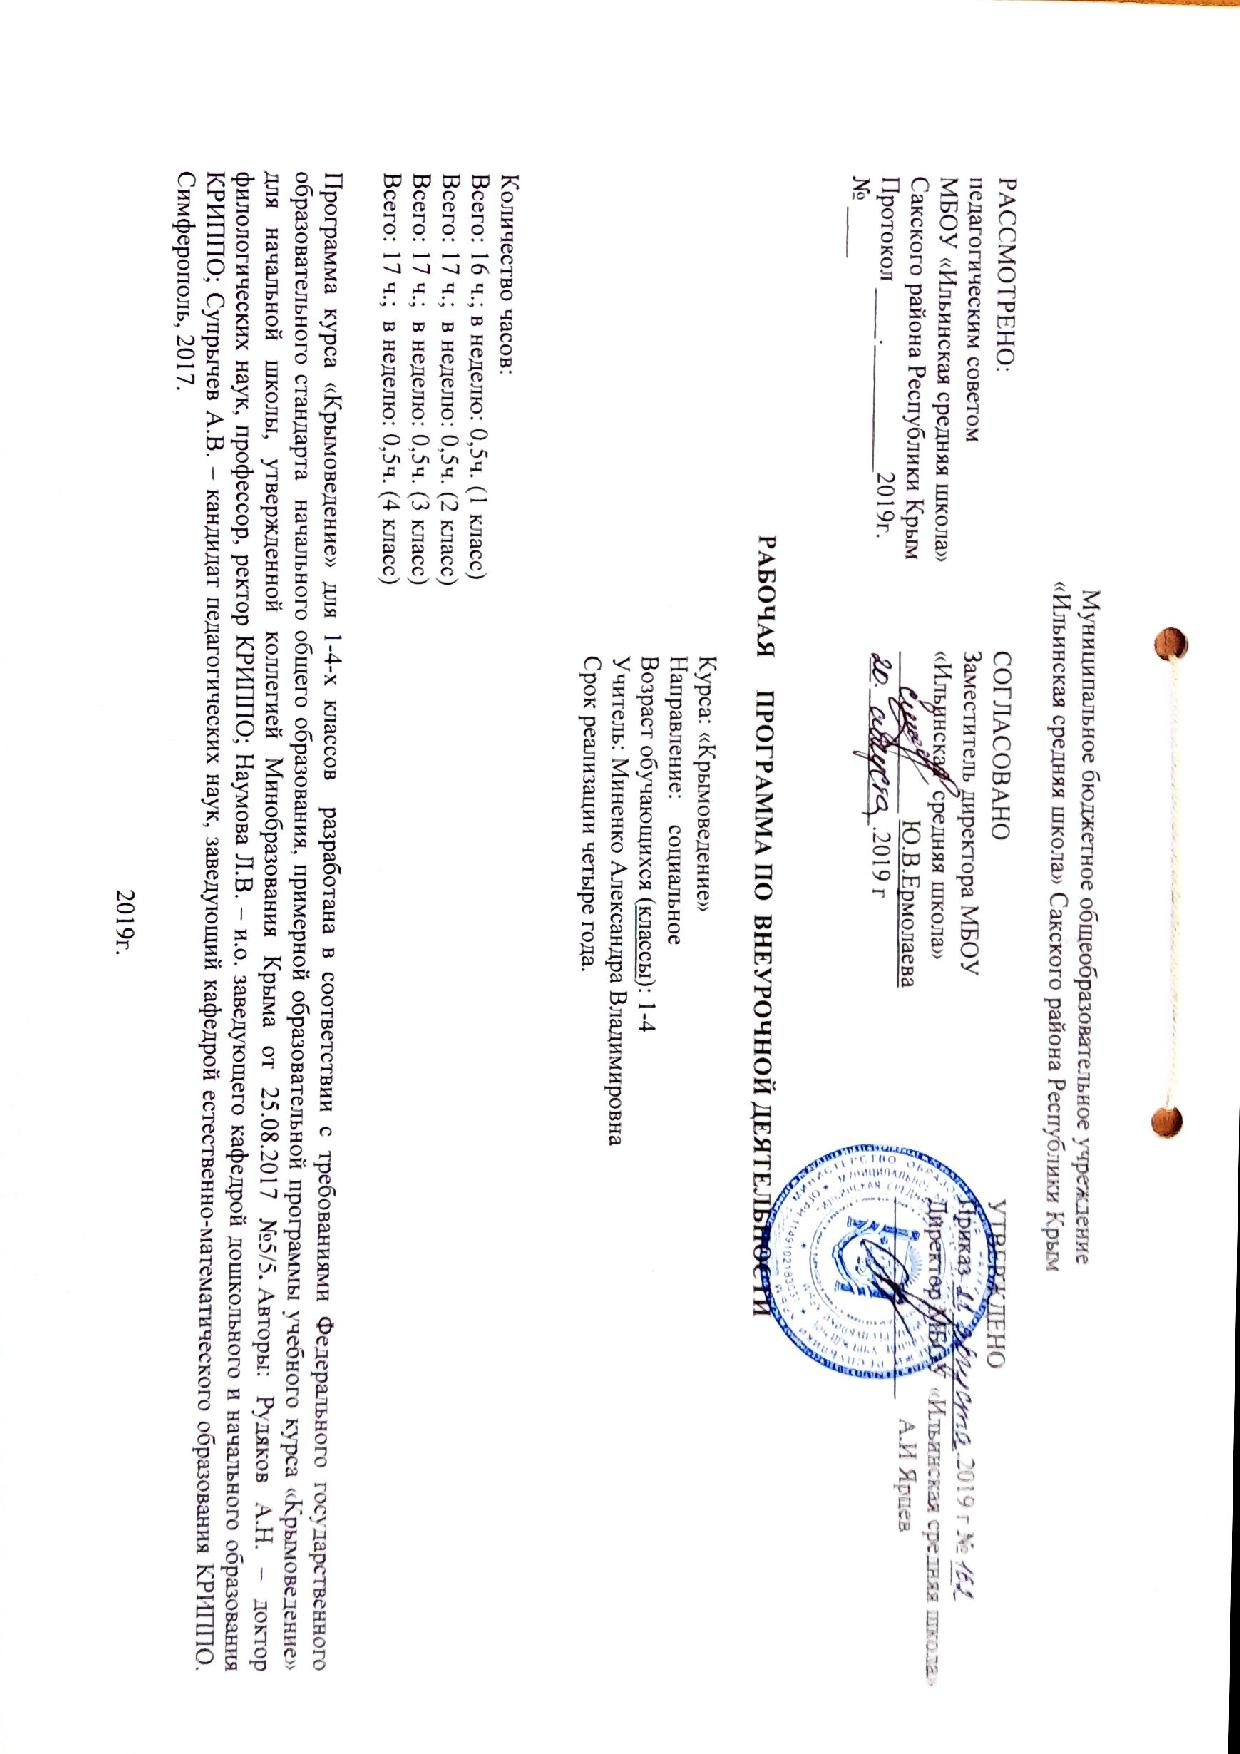 Муниципальное бюджетное общеобразовательное учреждение
«Ильинская средняя школа» Сакского района Республики Крым
РАССМОТРЕНО:
педагогическим советом
МБОУ «Ильинская средняя школа»
Сакского района Республики Крым
Протокол ____.__________2019г.
№ ____
СОГЛАСОВАНО
Заместитель директора МБОУ
«Ильинская средняя школа»
Ю.В.Ермолаева
20. августа .2019 г
УТВЕРЖДЕНО
Приказ августа .2019 г №
Директор МБОУ «Ильинская средняя школа»
А.И Ярцев
РАБОЧАЯ ПРОГРАММА ПО ВНЕУРОЧНОЙ ДЕЯТЕЛЬНОСТИ
Курса: «Крымоведение»
Направление: социальное
Возраст обучающихся (классы): 1-4
Учитель: Миненко Александра Владимировна
Срок реализации четыре года.
Количество часов:
Всего: 16 ч.; в неделю: 0,5ч. (1 класс)
Всего: 17 ч.; в неделю: 0,5ч. (2 класс)
Всего: 17 ч.; в неделю: 0,5ч. (3 класс)
Всего: 17 ч.; в неделю: 0,5ч. (4 класс)
Программа курса «Крымоведение» для 1-4-х классов разработана в соответствии с требованиями Федерального государственного
образовательного стандарта начального общего образования, примерной образовательной программы учебного курса «Крымоведение»
для начальной школы, утвержденной коллегией Минобразования Крыма от 25.08.2017 №5/5. Авторы: Рудяков А.Н. – доктор
филологических наук, профессор, ректор КРИППО; Наумова Л.В. – и.о. заведующего кафедрой дошкольного и начального образования
КРИППО; Супрычев А.В. – кандидат педагогических наук, заведующий кафедрой естественно-математического образования КРИППО.
Симферополь, 2017.
2019г.